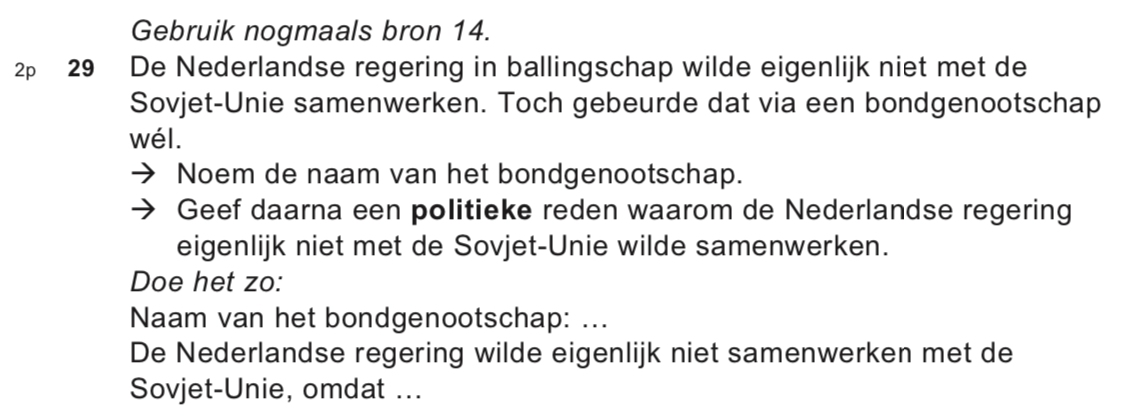 Gebruik nogmaals bron 14.
2p 29 De Nederlandse regering in ballingschap wilde eigenlijk niet met de
Sovjet-Unie samenwerken. Toch gebeurde dat via een bondgenootschap
wél.
→ Noem de naam van het bondgenootschap.
→ Geef daarna een politieke reden waarom de Nederlandse regering
eigenlijk niet met de Sovjet-Unie wilde samenwerken.
Doe het zo:
Naam van het bondgenootschap: …
De Nederlandse regering wilde eigenlijk niet samenwerken met de
Sovjet-Unie, omdat …